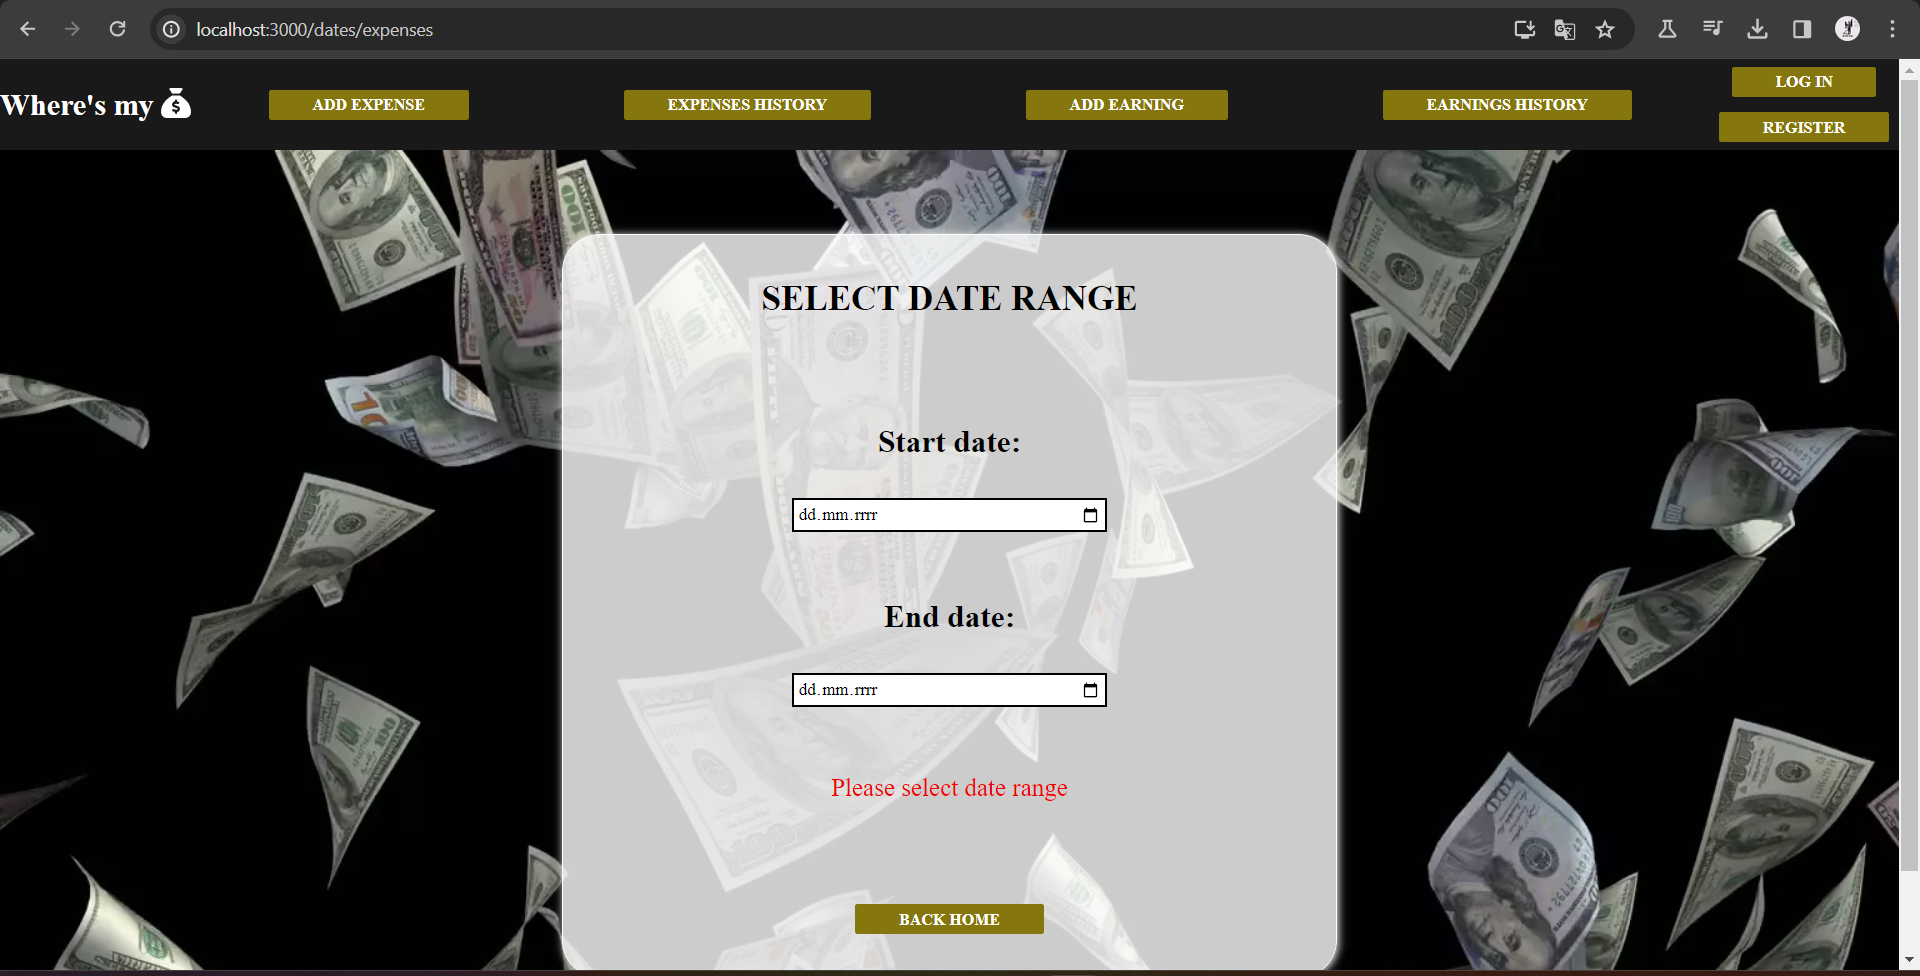 localhost:3000/dates/expenses
Where's my
ADD EXPENSE
EXPENSES HISTORY
ADD EARNING
EARNINGS HISTORY
LOG IN
REGISTER
SELECT DATE RANGE
Start date:
dd.mm.rrrr
End date:
dd.mm.rrrr
Please select date range
BACK HOME